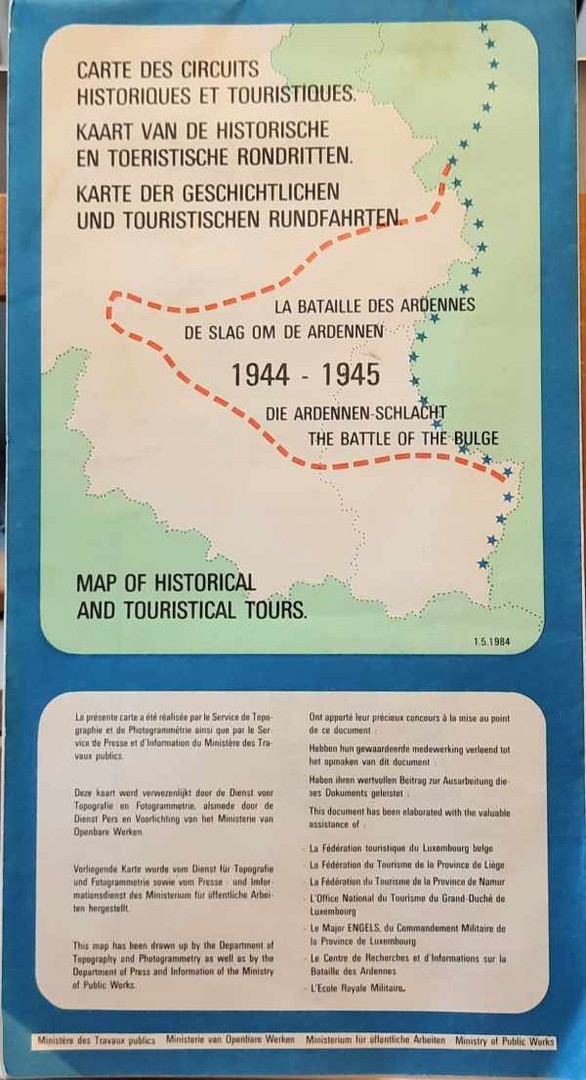 CARTE DES CIRCUITS
HISTORIQUES ET TOURISTIQUES.
KAART VAN DE HISTORISCHE
EN TOERISTISCHE RONDRITTEN.
KARTE DER GESCHICHTLICHEN
UND TOURISTISCHEN RUNDFAHRTEN.
LA BATAILLE DES ARDENNES
DE SLAG OM DE ARDENNEN
1944 - 1945
DIE ARDENNEN-SCHLACHT
THE BATTLE OF THE BULGE
MAP OF HISTORICAL
AND TOURISTICAL TOURS.
1.5.1984
La présente carte a été réalisée par le Service de Topo-
graphie et de Photogrammétrie ainsi que par le Ser-
vice de Presse et d'Information du Ministère des Tra-
vaux publics.
Deze kaart werd verwezenlijkt door de Dienst voor
Topografie en Fotogrammetrie, alsmede door de
Dienst Pers en Voorlichting van het Ministerie van
Openbare Werken.
Vorliegende Karte wurde vom Dienst für Topografie
und Fotogrammetrie sowie vom Presse - und Infor-
mationsdienst des Ministerium für öffentliche Arbei-
ten hergestellt.
This map has been drawn up by the Department of
Topography and Photogrammetry as well as by the
Department of Press and Information of the Ministry
of Public Works.
Ont apporté leur précieux concours à la mise au point
de ce document :
Hebben hun gewaardeerde medewerking verleend tot
het opmaken van dit document :
Haben ihren wertvollen Beitrag zur Ausarbeitung die-
ses Dokuments geleistet :
This document has been elaborated with the valuable
assistance of :
- La Fédération touristique du Luxembourg belge
- La Fédération du Tourisme de la Province de Liège
- La Fédération du Tourisme de la Province de Namur
- L'Office National du Tourisme du Grand-Duché de
Luxembourg
- Le Major ENGELS, du Commandement Militaire de
la Province de Luxembourg
- Le Centre de Recherches et d'Informations sur la
Bataille des Ardennes
- L'Ecole Royale Militaire.
Ministère des Travaux publics Ministerie van Openbare Werken Ministerium für öffentliche Arbeiten Ministry of Public Works